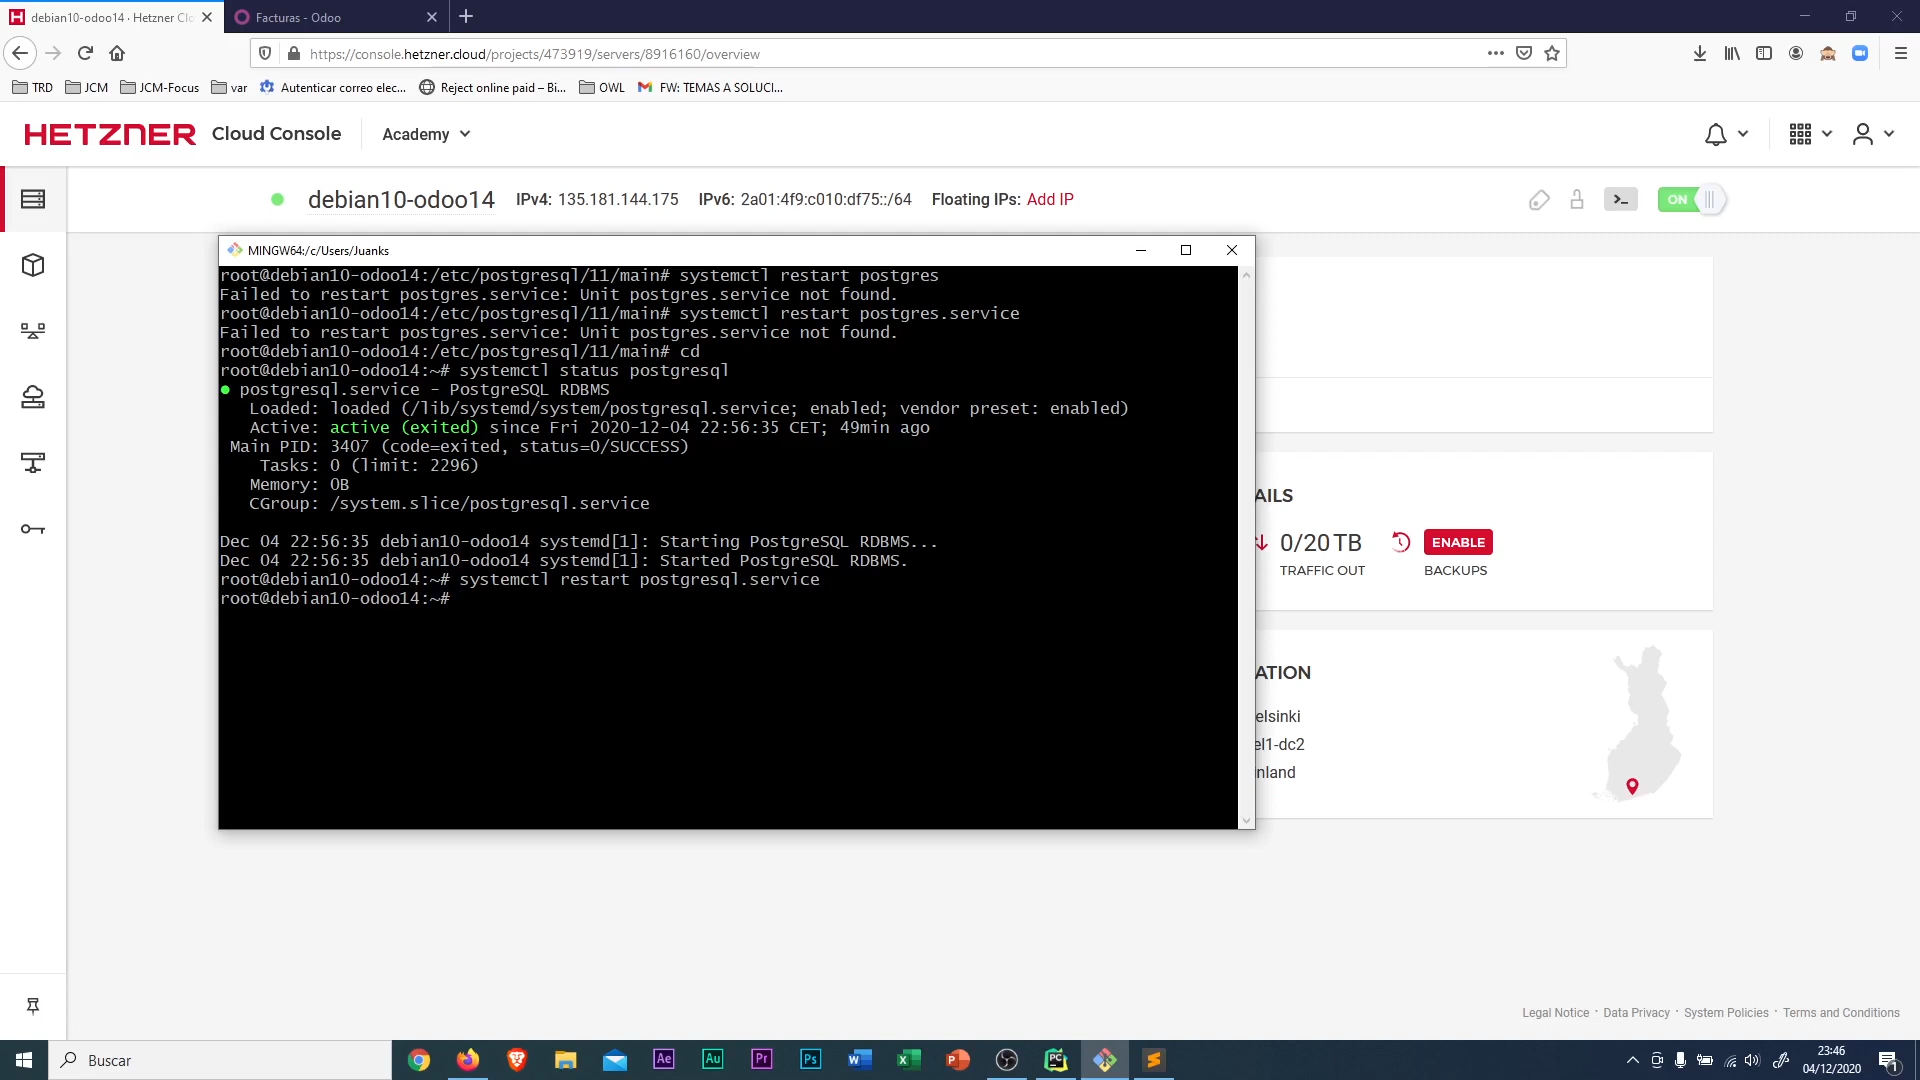 debian10-odoo14 · Hetzner Clo
Facturas - Odoo
https://console.hetzner.cloud/projects/473919/servers/8916160/overview
TRD
JCM
JCM-Focus
var
Autenticar correo elec...
Reject online paid – Bi...
OWL
FW: TEMAS A SOLUCI...
HETZNER Cloud Console
Academy
debian10-odoo14
IPv4: 135.181.144.175
IPv6: 2a01:4f9:c010:df75::/64
Floating IPs: Add IP
>_
ON
MINGW64:/c/Users/Juanks
root@debian10-odoo14:/etc/postgresql/11/main# systemctl restart postgres
Failed to restart postgres.service: Unit postgres.service not found.
root@debian10-odoo14:/etc/postgresql/11/main# systemctl restart postgres.service
Failed to restart postgres.service: Unit postgres.service not found.
root@debian10-odoo14:/etc/postgresql/11/main# cd
root@debian10-odoo14:~# systemctl status postgresql
● postgresql.service - PostgreSQL RDBMS
Loaded: loaded (/lib/systemd/system/postgresql.service; enabled; vendor preset: enabled)
Active: active (exited) since Fri 2020-12-04 22:56:35 CET; 49min ago
Main PID: 3407 (code=exited, status=0/SUCCESS)
Tasks: 0 (limit: 2296)
Memory: 0B
CGroup: /system.slice/postgresql.service
Dec 04 22:56:35 debian10-odoo14 systemd[1]: Starting PostgreSQL RDBMS...
Dec 04 22:56:35 debian10-odoo14 systemd[1]: Started PostgreSQL RDBMS.
root@debian10-odoo14:~# systemctl restart postgresql.service
root@debian10-odoo14:~#
AILS
0/20 TB
TRAFFIC OUT
ENABLE
BACKUPS
ATION
elsinki
el1-dc2
nland
Legal Notice · Data Privacy · System Policies · Terms and Conditions
Buscar
Ae
Au
Pr
Ps
PC
23:46
04/12/2020
1